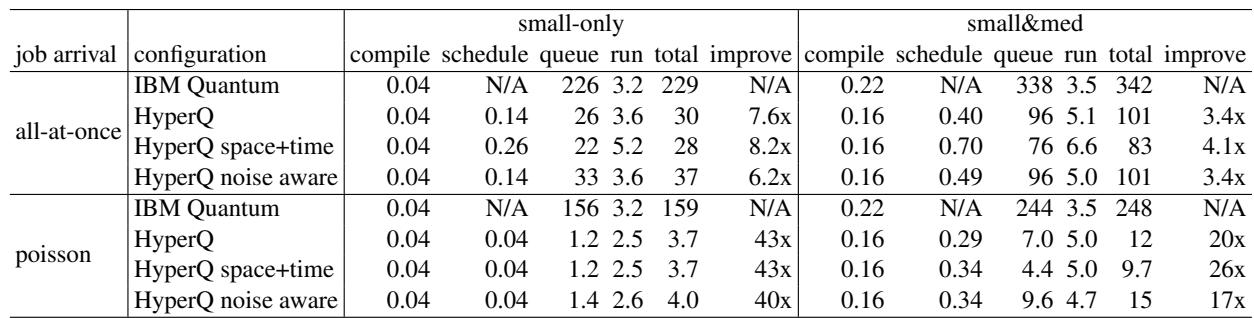 small-only small&med
job arrival configuration compile schedule queue run total improve compile schedule queue run total improve
all-at-once
IBM Quantum 0.04 N/A 226 3.2 229 N/A 0.22 N/A 338 3.5 342 N/A
HyperQ 0.04 0.14 26 3.6 30 7.6x 0.16 0.40 96 5.1 101 3.4x
HyperQ space+time 0.04 0.26 22 5.2 28 8.2x 0.16 0.70 76 6.6 83 4.1x
HyperQ noise aware 0.04 0.14 33 3.6 37 6.2x 0.16 0.49 96 5.0 101 3.4x
poisson
IBM Quantum 0.04 N/A 156 3.2 159 N/A 0.22 N/A 244 3.5 248 N/A
HyperQ 0.04 0.04 1.2 2.5 3.7 43x 0.16 0.29 7.0 5.0 12 20x
HyperQ space+time 0.04 0.04 1.2 2.5 3.7 43x 0.16 0.34 4.4 5.0 9.7 26x
HyperQ noise aware 0.04 0.04 1.4 2.6 4.0 40x 0.16 0.34 9.6 4.7 15 17x